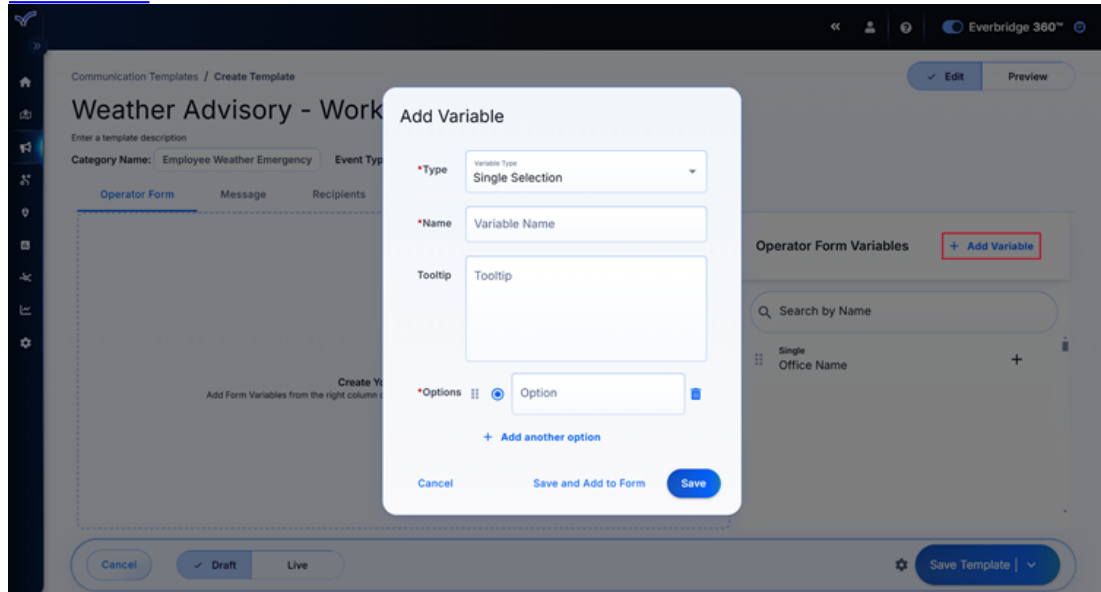 Everbridge 360™
Communication Templates / Create Template
Edit
Preview
Weather Advisory - Work
Enter a template description
Category Name: Employee Weather Emergency Event Typ
Operator Form Message Recipients
Add Variable
*Type
Variable Type
Single Selection
*Name
Variable Name
Tooltip
Tooltip
*Options
Option
+ Add another option
Cancel
Save and Add to Form
Save
Create Yo
Add Form Variables from the right column
Operator Form Variables
+ Add Variable
Search by Name
Single
Office Name
Cancel
Draft
Live
Save Template